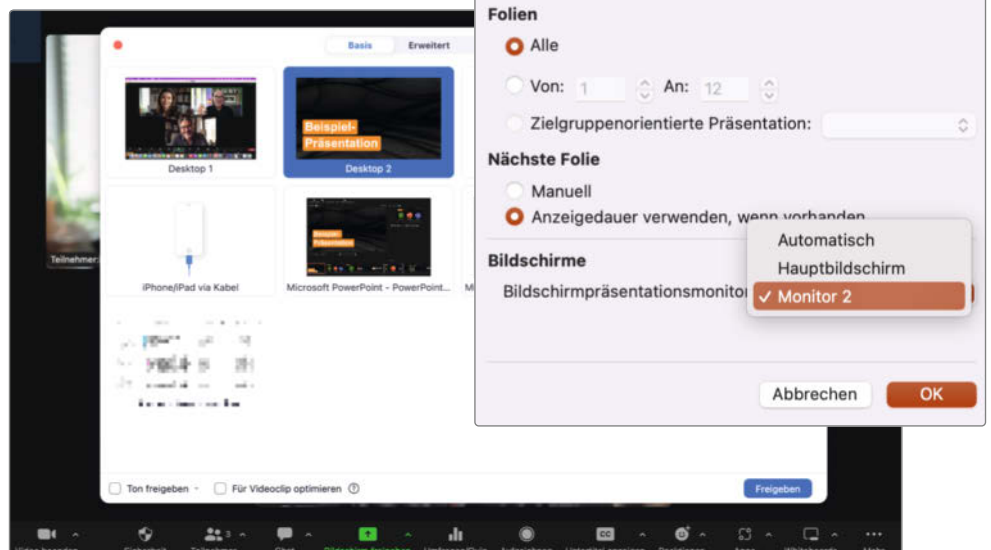 Basis
Erweitert
Beispiel-
Präsentation
Desktop 1
Desktop 2
Teilnehmer:
iPhone/iPad via Kabel
Beispiel-
Präsentation
Microsoft PowerPoint - PowerPoint...
Ton freigeben
Für Videoclip optimieren
Freigeben
3
CC
Folien
Alle
Von: 1 An: 12
Zielgruppenorientierte Präsentation:
Nächste Folie
Manuell
Anzeigedauer verwenden, wenn vorhanden
Bildschirme
Bildschirmpräsentationsmonitor
Automatisch
Hauptbildschirm
✓ Monitor 2
Abbrechen
OK